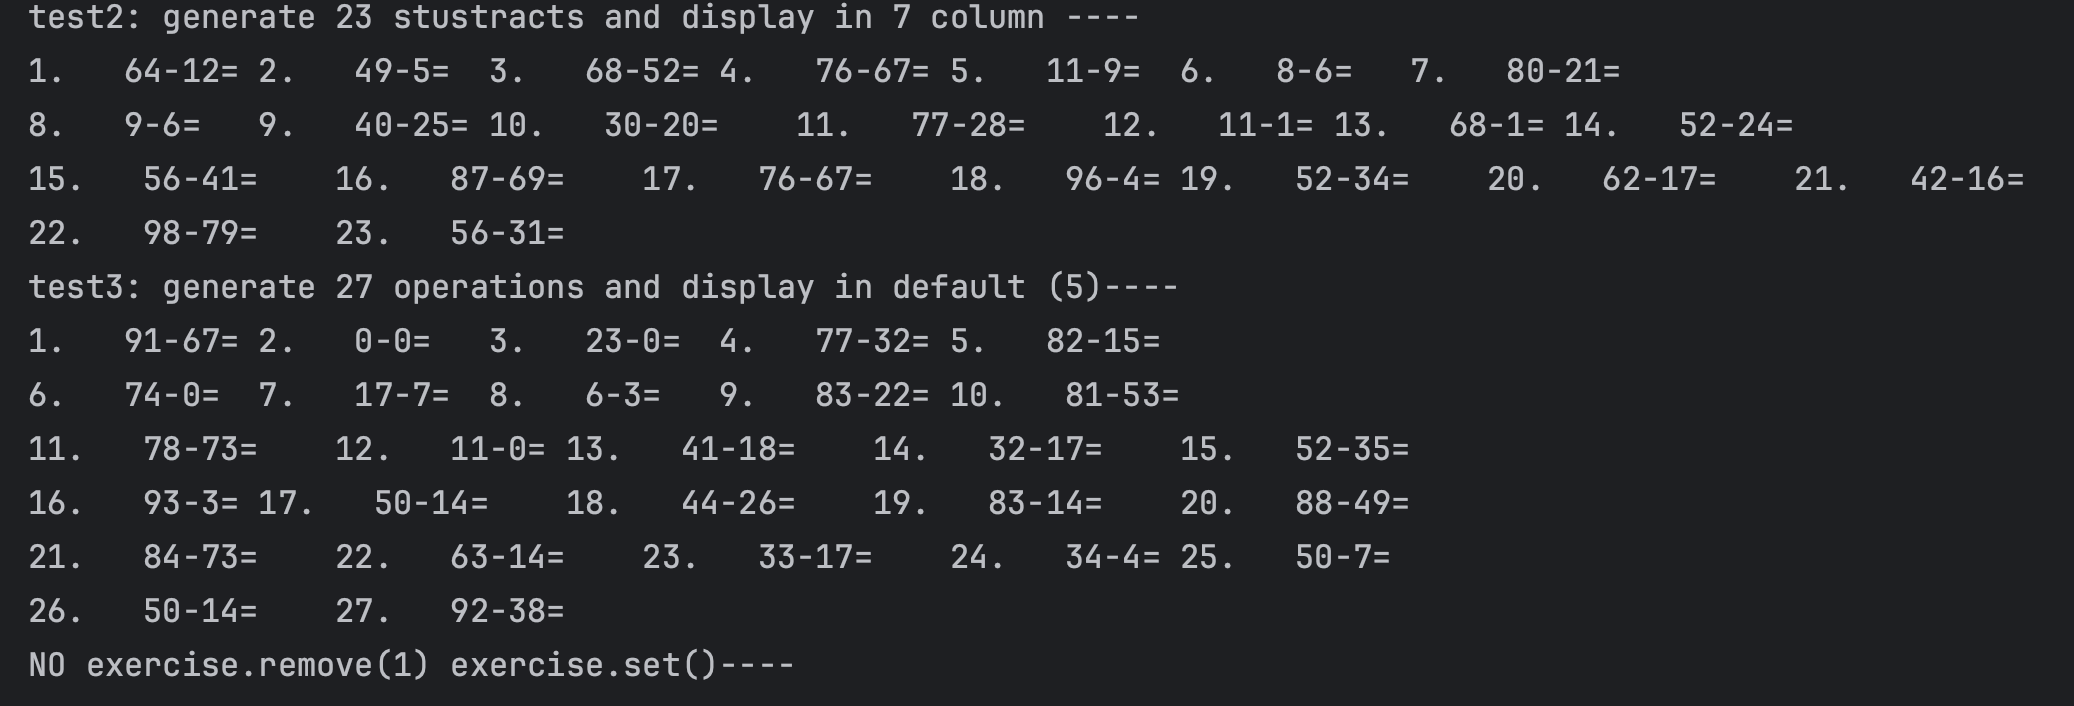 test2: generate 23 stustracts and display in 7 column ----
1.   64-12= 2.   49-5=  3.   68-52= 4.   76-67= 5.   11-9=  6.   8-6=   7.   80-21=
8.   9-6=   9.   40-25= 10.   30-20=    11.   77-28=    12.   11-1= 13.   68-1= 14.   52-24=
15.   56-41=    16.   87-69=    17.   76-67=    18.   96-4= 19.   52-34=    20.   62-17=    21.   42-16=
22.   98-79=    23.   56-31=
test3: generate 27 operations and display in default (5)----
1.   91-67= 2.   0-0=   3.   23-0=  4.   77-32= 5.   82-15=
6.   74-0=  7.   17-7=  8.   6-3=   9.   83-22= 10.   81-53=
11.   78-73=    12.   11-0= 13.   41-18=    14.   32-17=    15.   52-35=
16.   93-3= 17.   50-14=    18.   44-26=    19.   83-14=    20.   88-49=
21.   84-73=    22.   63-14=    23.   33-17=    24.   34-4= 25.   50-7=
26.   50-14=    27.   92-38=
NO exercise.remove(1) exercise.set()----